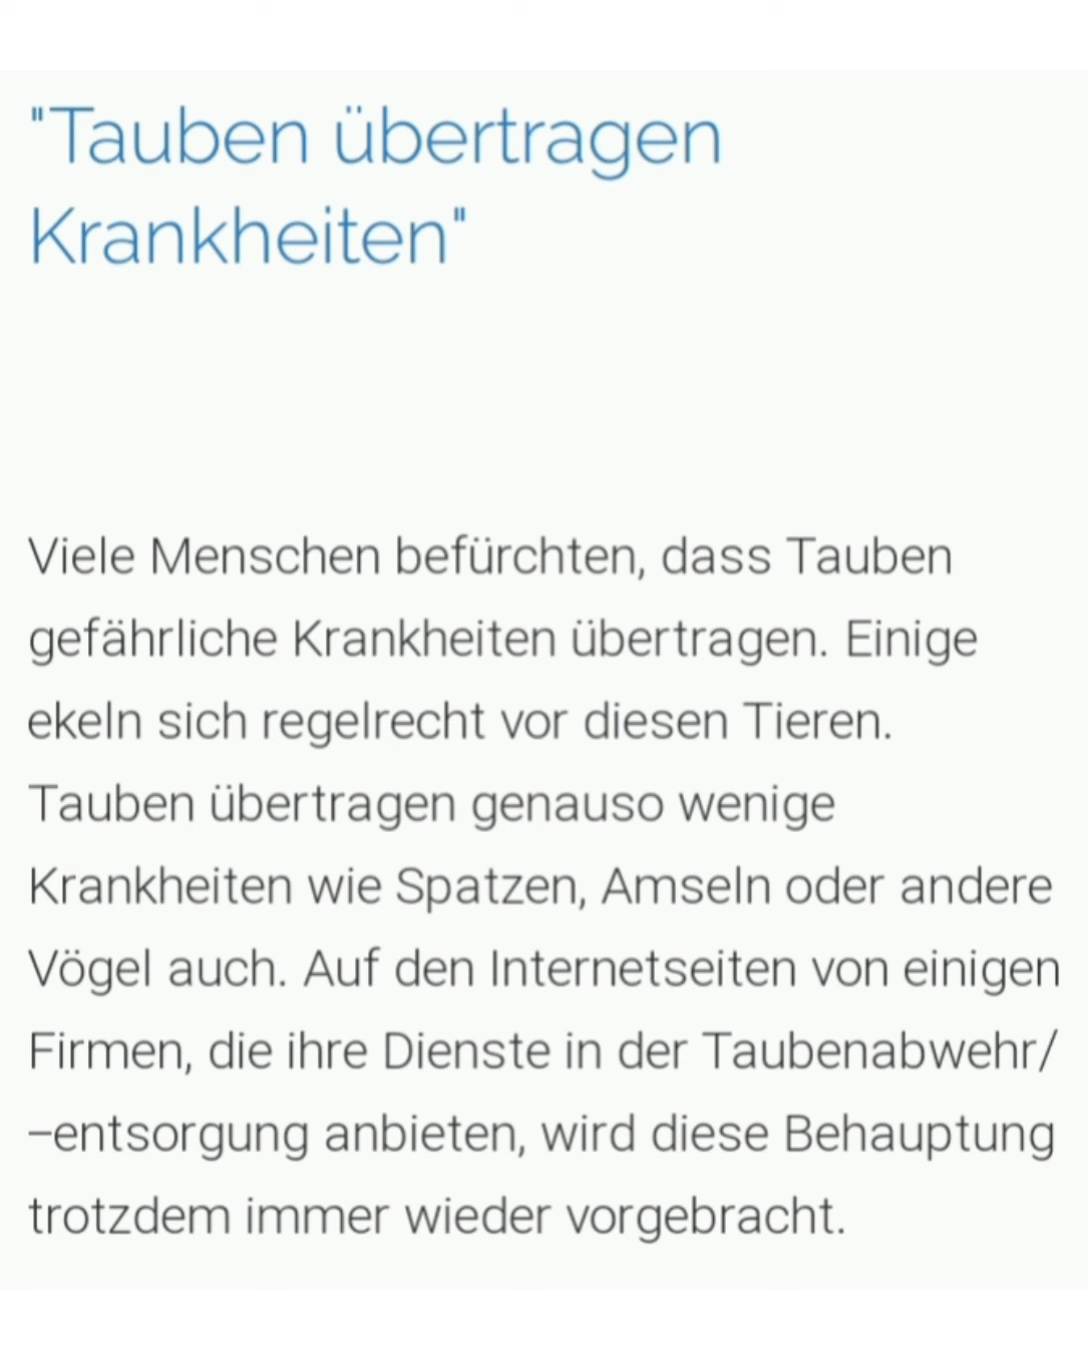 "Tauben übertragen
Krankheiten"
Viele Menschen befürchten, dass Tauben
gefährliche Krankheiten übertragen. Einige
ekeln sich regelrecht vor diesen Tieren.
Tauben übertragen genauso wenige
Krankheiten wie Spatzen, Amseln oder andere
Vögel auch. Auf den Internetseiten von einigen
Firmen, die ihre Dienste in der Taubenabwehr/
–entsorgung anbieten, wird diese Behauptung
trotzdem immer wieder vorgebracht.